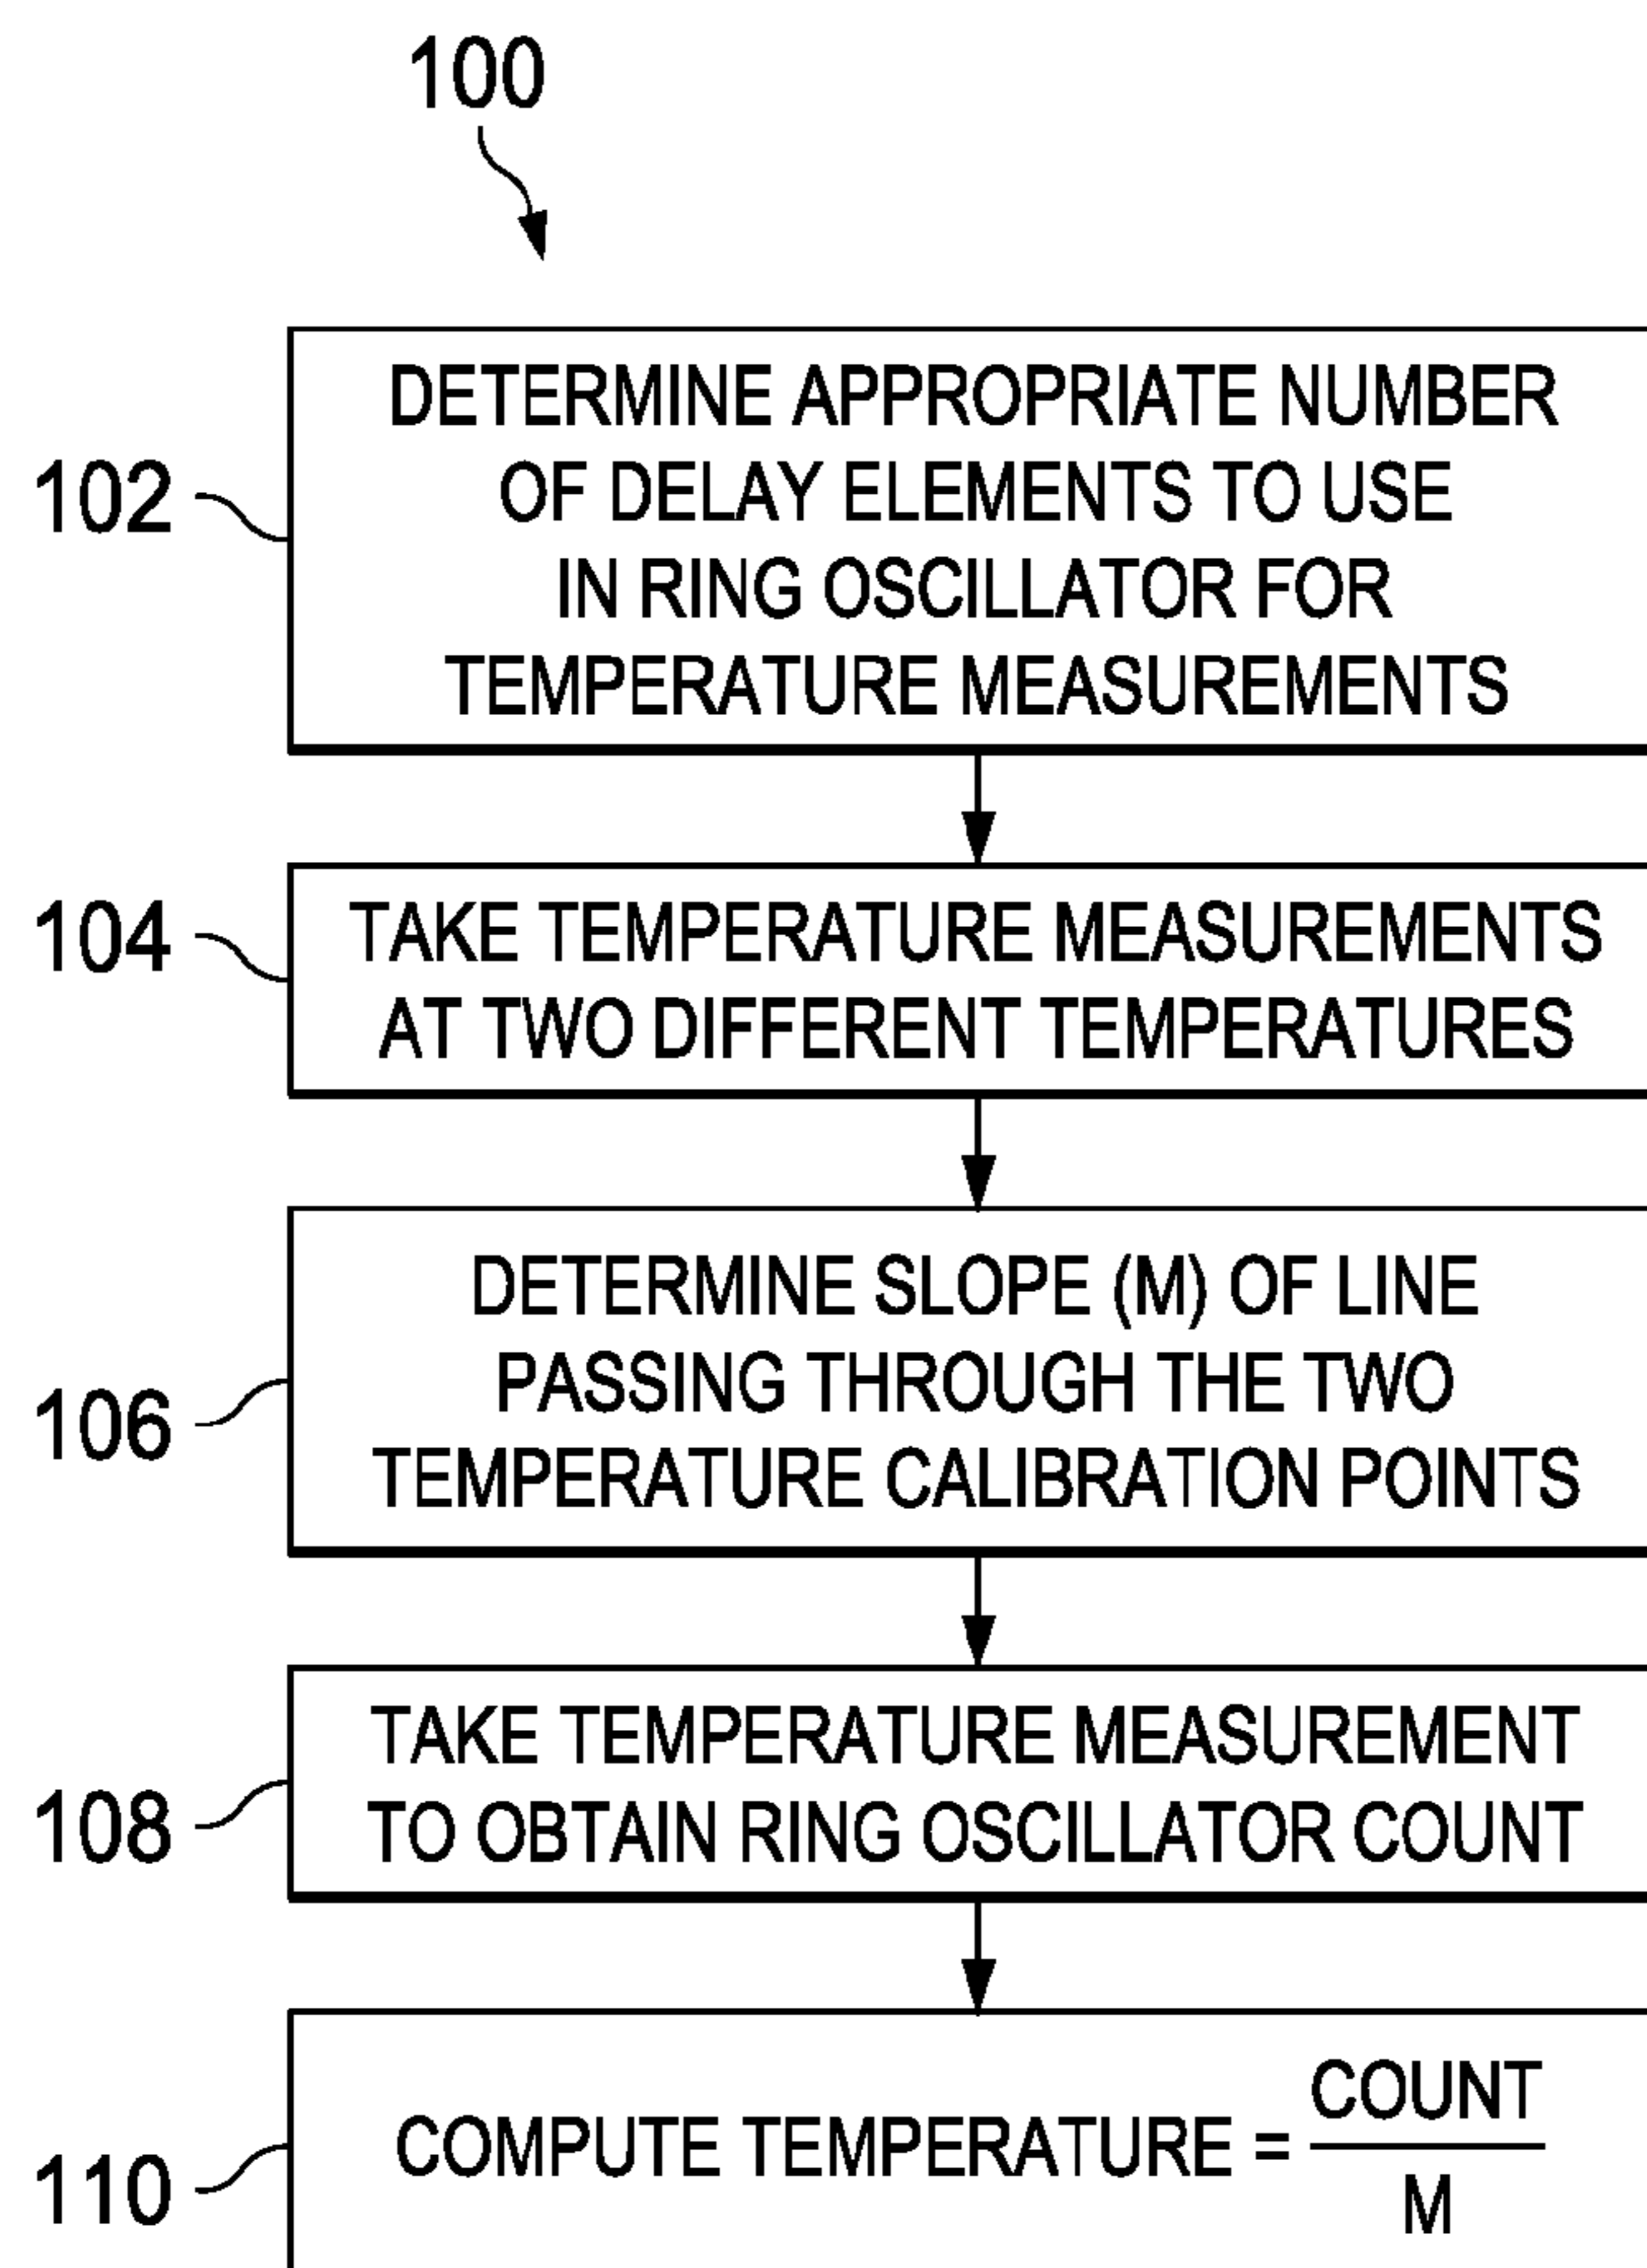 100
102
DETERMINE APPROPRIATE NUMBER
OF DELAY ELEMENTS TO USE
IN RING OSCILLATOR FOR
TEMPERATURE MEASUREMENTS
104
TAKE TEMPERATURE MEASUREMENTS
AT TWO DIFFERENT TEMPERATURES
106
DETERMINE SLOPE (M) OF LINE
PASSING THROUGH THE TWO
TEMPERATURE CALIBRATION POINTS
108
TAKE TEMPERATURE MEASUREMENT
TO OBTAIN RING OSCILLATOR COUNT
110
COMPUTE TEMPERATURE = COUNT
M